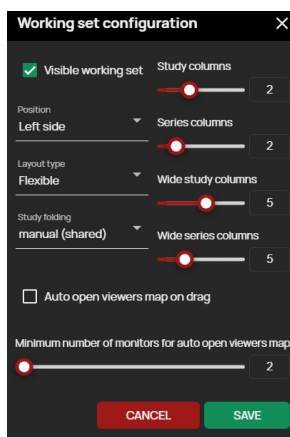 Working set configuration
Visible working set
Study columns
2
Position
Left side
Series columns
2
Layout type
Flexible
Wide study columns
5
Study folding
manual (shared)
Wide series columns
5
Auto open viewers map on drag
Minimum number of monitors for auto open viewers map
2
CANCEL
SAVE